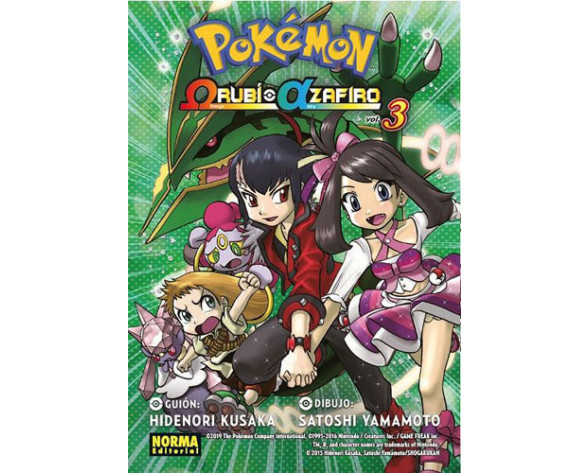 POKÉMON
ΩRUBÍ αZAFIRO
vol. 3
GUIÓN:
HIDENORI KUSAKA
DIBUJO:
SATOSHI YAMAMOTO
NORMA
Editorial
©2019 The Pokémon Company International. ©1995-2016 Nintendo / Creatures Inc. / GAME FREAK inc.
TM, ®, and character names are trademarks of Nintendo.
© 2015 Hidenori Kusaka, Satoshi Yamamoto/SHOGAKUKAN